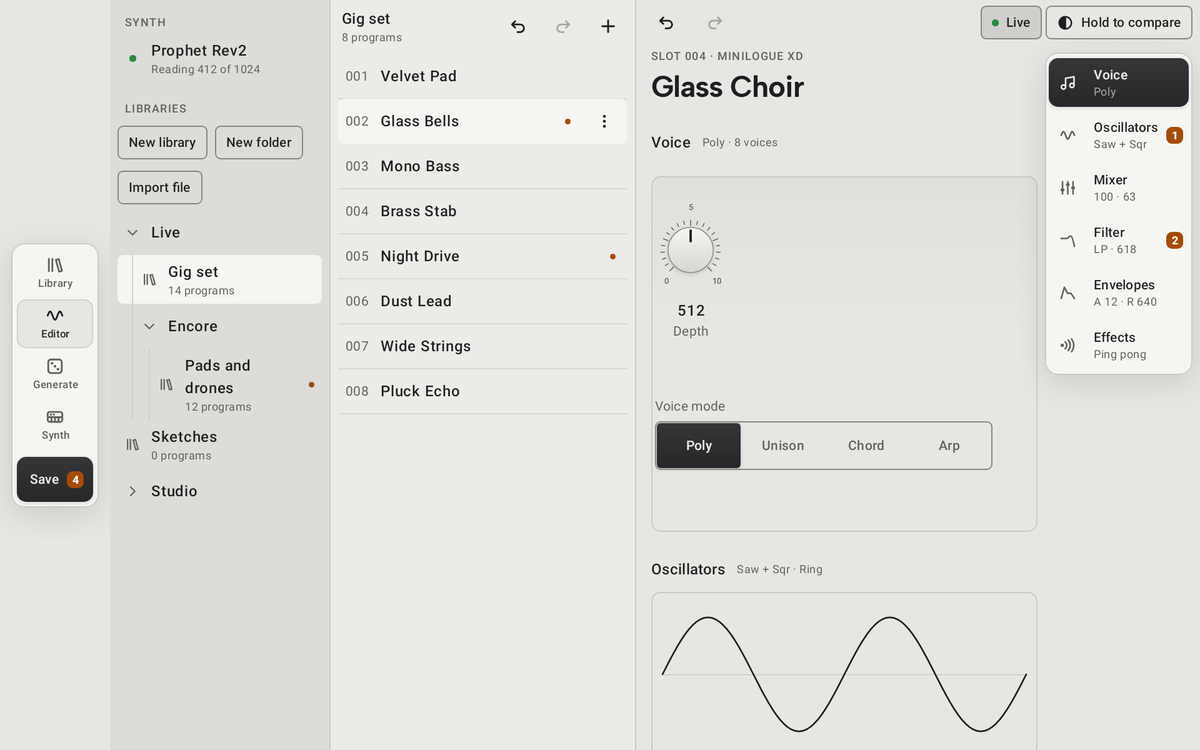 Library
Editor
Generate
Synth
Save 4
SYNTH
Prophet Rev2
Reading 412 of 1024
LIBRARIES
New library
New folder
Import file
Live
Gig set
14 programs
Encore
Pads and
drones
12 programs
Sketches
0 programs
Studio
Gig set
8 programs
001 Velvet Pad
002 Glass Bells
003 Mono Bass
004 Brass Stab
005 Night Drive
006 Dust Lead
007 Wide Strings
008 Pluck Echo
Live
Hold to compare
SLOT 004 · MINILOGUE XD
Glass Choir
Voice Poly · 8 voices
5
0 10
512
Depth
Voice mode
Poly Unison Chord Arp
Oscillators Saw + Sqr · Ring
Voice
Poly
Oscillators 1
Saw + Sqr
Mixer
100 · 63
Filter 2
LP · 618
Envelopes
A 12 · R 640
Effects
Ping pong